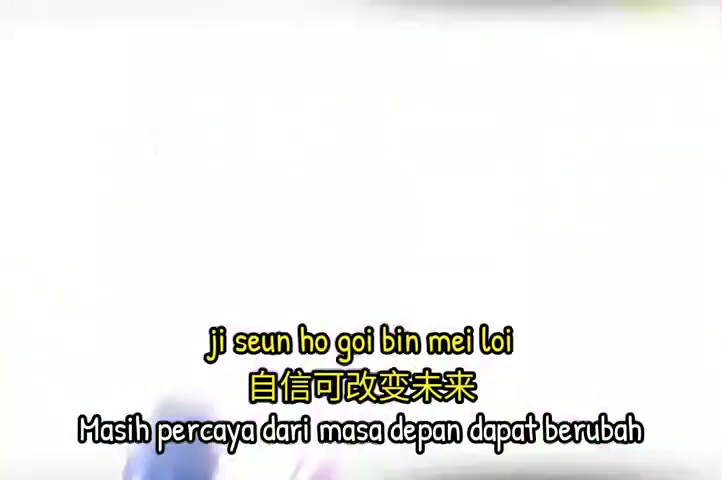 ji seun ho goi bin mei loi
自信可改变未来
Masih percaya dari masa depan dapat berubah